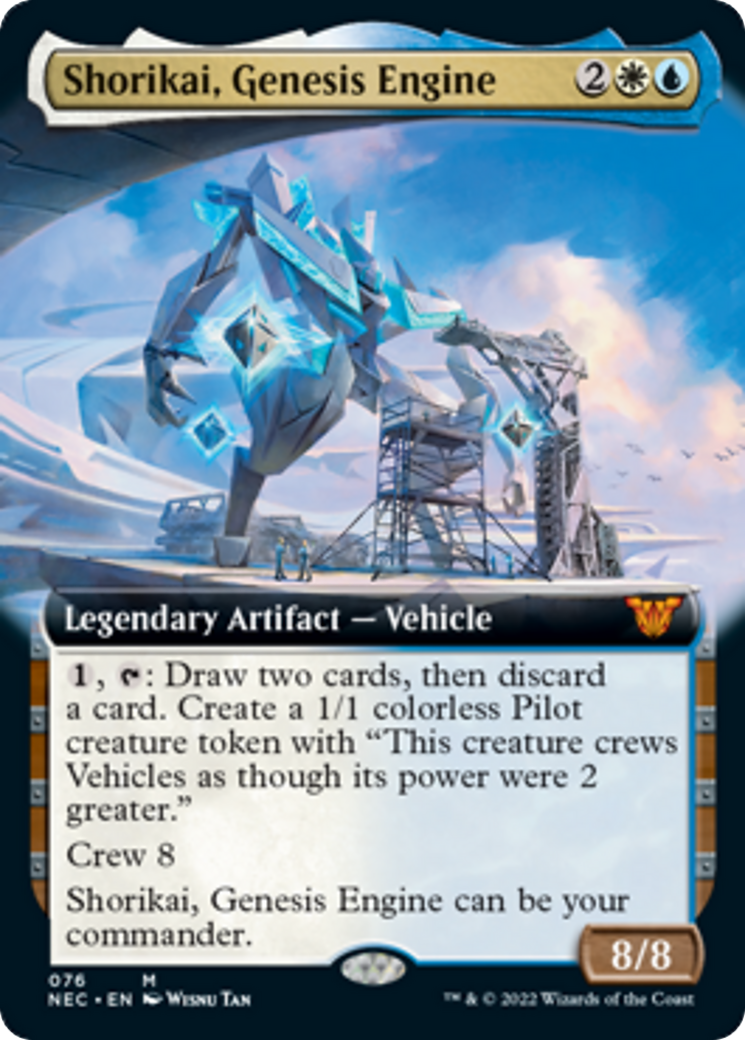 Shorikai, Genesis Engine 2
Legendary Artifact — Vehicle
1, : Draw two cards, then discard
a card. Create a 1/1 colorless Pilot
creature token with “This creature crews
Vehicles as though its power were 2
greater.”
Crew 8
Shorikai, Genesis Engine can be your
commander.
8/8
076 M
NEC • EN Wisnu Tan
™ & © 2022 Wizards of the Coast